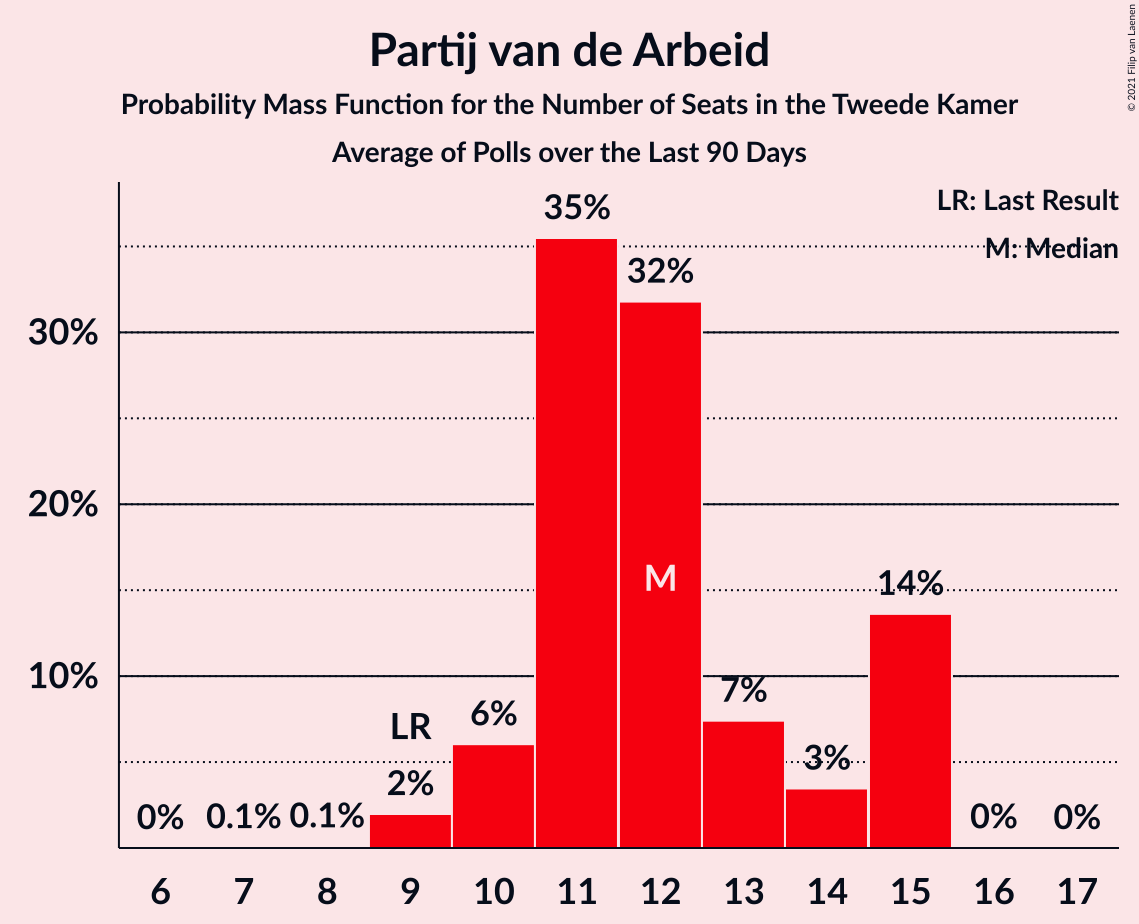 Partij van de Arbeid
Probability Mass Function for the Number of Seats in the Tweede Kamer
Average of Polls over the Last 90 Days
© 2021 Filip van Laenen
LR: Last Result
M: Median
30%
20%
10%
0%
0.1%
0.1%
LR
2%
6%
35%
32%
M
7%
3%
14%
0%
0%
6 7 8 9 10 11 12 13 14 15 16 17